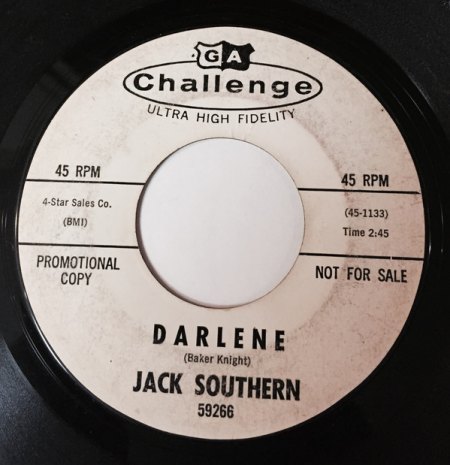 GA
Challenge
ULTRA HIGH FIDELITY
45 RPM
45 RPM
4-Star Sales Co.
(BMI)
(45-1133)
Time 2:45
PROMOTIONAL
COPY
NOT FOR SALE
DARLENE
(Baker Knight)
JACK SOUTHERN
59266